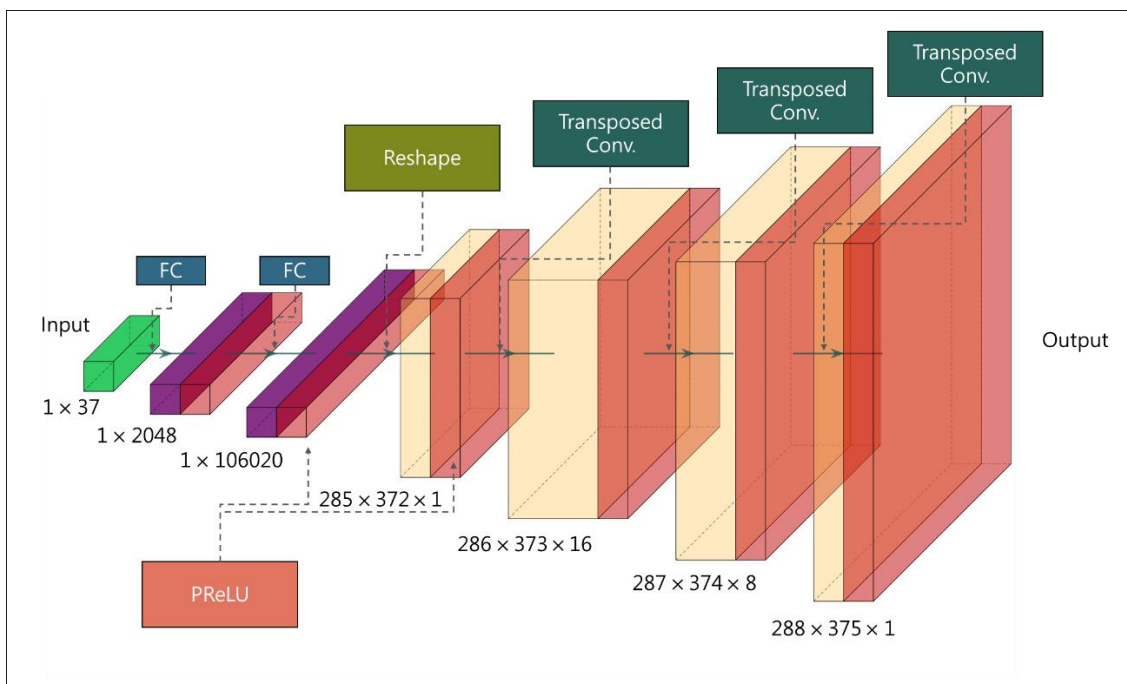 Transposed
Conv.
Transposed
Conv.
Transposed
Conv.
Reshape
FC
FC
Input
Output
1 × 37
1 × 2048
1 × 106020
285 × 372 × 1
286 × 373 × 16
287 × 374 × 8
288 × 375 × 1
PReLU